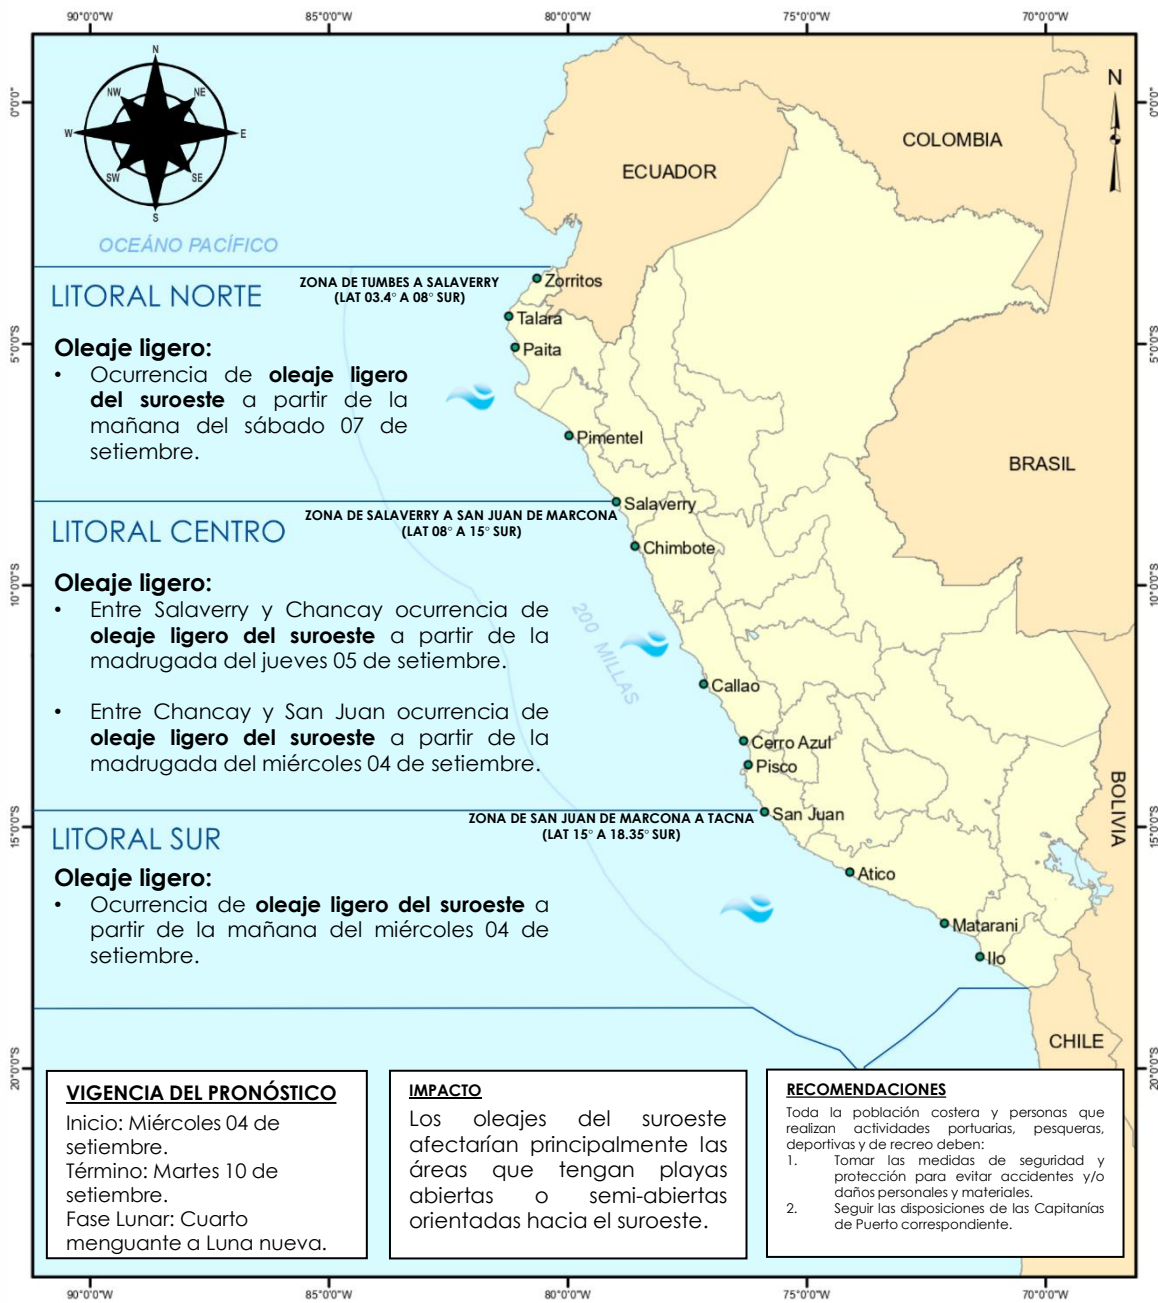 90°0'0"W 85°0'0"W 80°0'0"W 75°0'0"W 70°0'0"W
0°0'0"
5°0'0"S
10°0'0"S
15°0'0"S
20°0'0"S
N
NE
E
SE
S
SW
W
NW
N
OCEÁNO PACÍFICO
ECUADOR
COLOMBIA
BRASIL
BOLIVIA
CHILE
200 MILLAS
LITORAL NORTE
ZONA DE TUMBES A SALAVERRY
(LAT 03.4° A 08° SUR)
Oleaje ligero:
• Ocurrencia de oleaje ligero
del suroeste a partir de la
mañana del sábado 07 de
setiembre.
Zorritos
Talara
Paita
Pimentel
Salaverry
LITORAL CENTRO
ZONA DE SALAVERRY A SAN JUAN DE MARCONA
(LAT 08° A 15° SUR)
Oleaje ligero:
• Entre Salaverry y Chancay ocurrencia de
oleaje ligero del suroeste a partir de la
madrugada del jueves 05 de setiembre.
• Entre Chancay y San Juan ocurrencia de
oleaje ligero del suroeste a partir de la
madrugada del miércoles 04 de setiembre.
Chimbote
Callao
Cerro Azul
Pisco
San Juan
LITORAL SUR
ZONA DE SAN JUAN DE MARCONA A TACNA
(LAT 15° A 18.35° SUR)
Oleaje ligero:
• Ocurrencia de oleaje ligero del suroeste a
partir de la mañana del miércoles 04 de
setiembre.
Atico
Matarani
Ilo
VIGENCIA DEL PRONÓSTICO
Inicio: Miércoles 04 de
setiembre.
Término: Martes 10 de
setiembre.
Fase Lunar: Cuarto
menguante a Luna nueva.
IMPACTO
Los oleajes del suroeste
afectarían principalmente las
áreas que tengan playas
abiertas o semi-abiertas
orientadas hacia el suroeste.
RECOMENDACIONES
Toda la población costera y personas que
realizan actividades portuarias, pesqueras,
deportivas y de recreo deben:
1. Tomar las medidas de seguridad y
protección para evitar accidentes y/o
daños personales y materiales.
2. Seguir las disposiciones de las Capitanías
de Puerto correspondiente.
0°0'0"
5°0'0"S
10°0'0"S
15°0'0"S
20°0'0"S
90°0'0"W 85°0'0"W 80°0'0"W 75°0'0"W 70°0'0"W